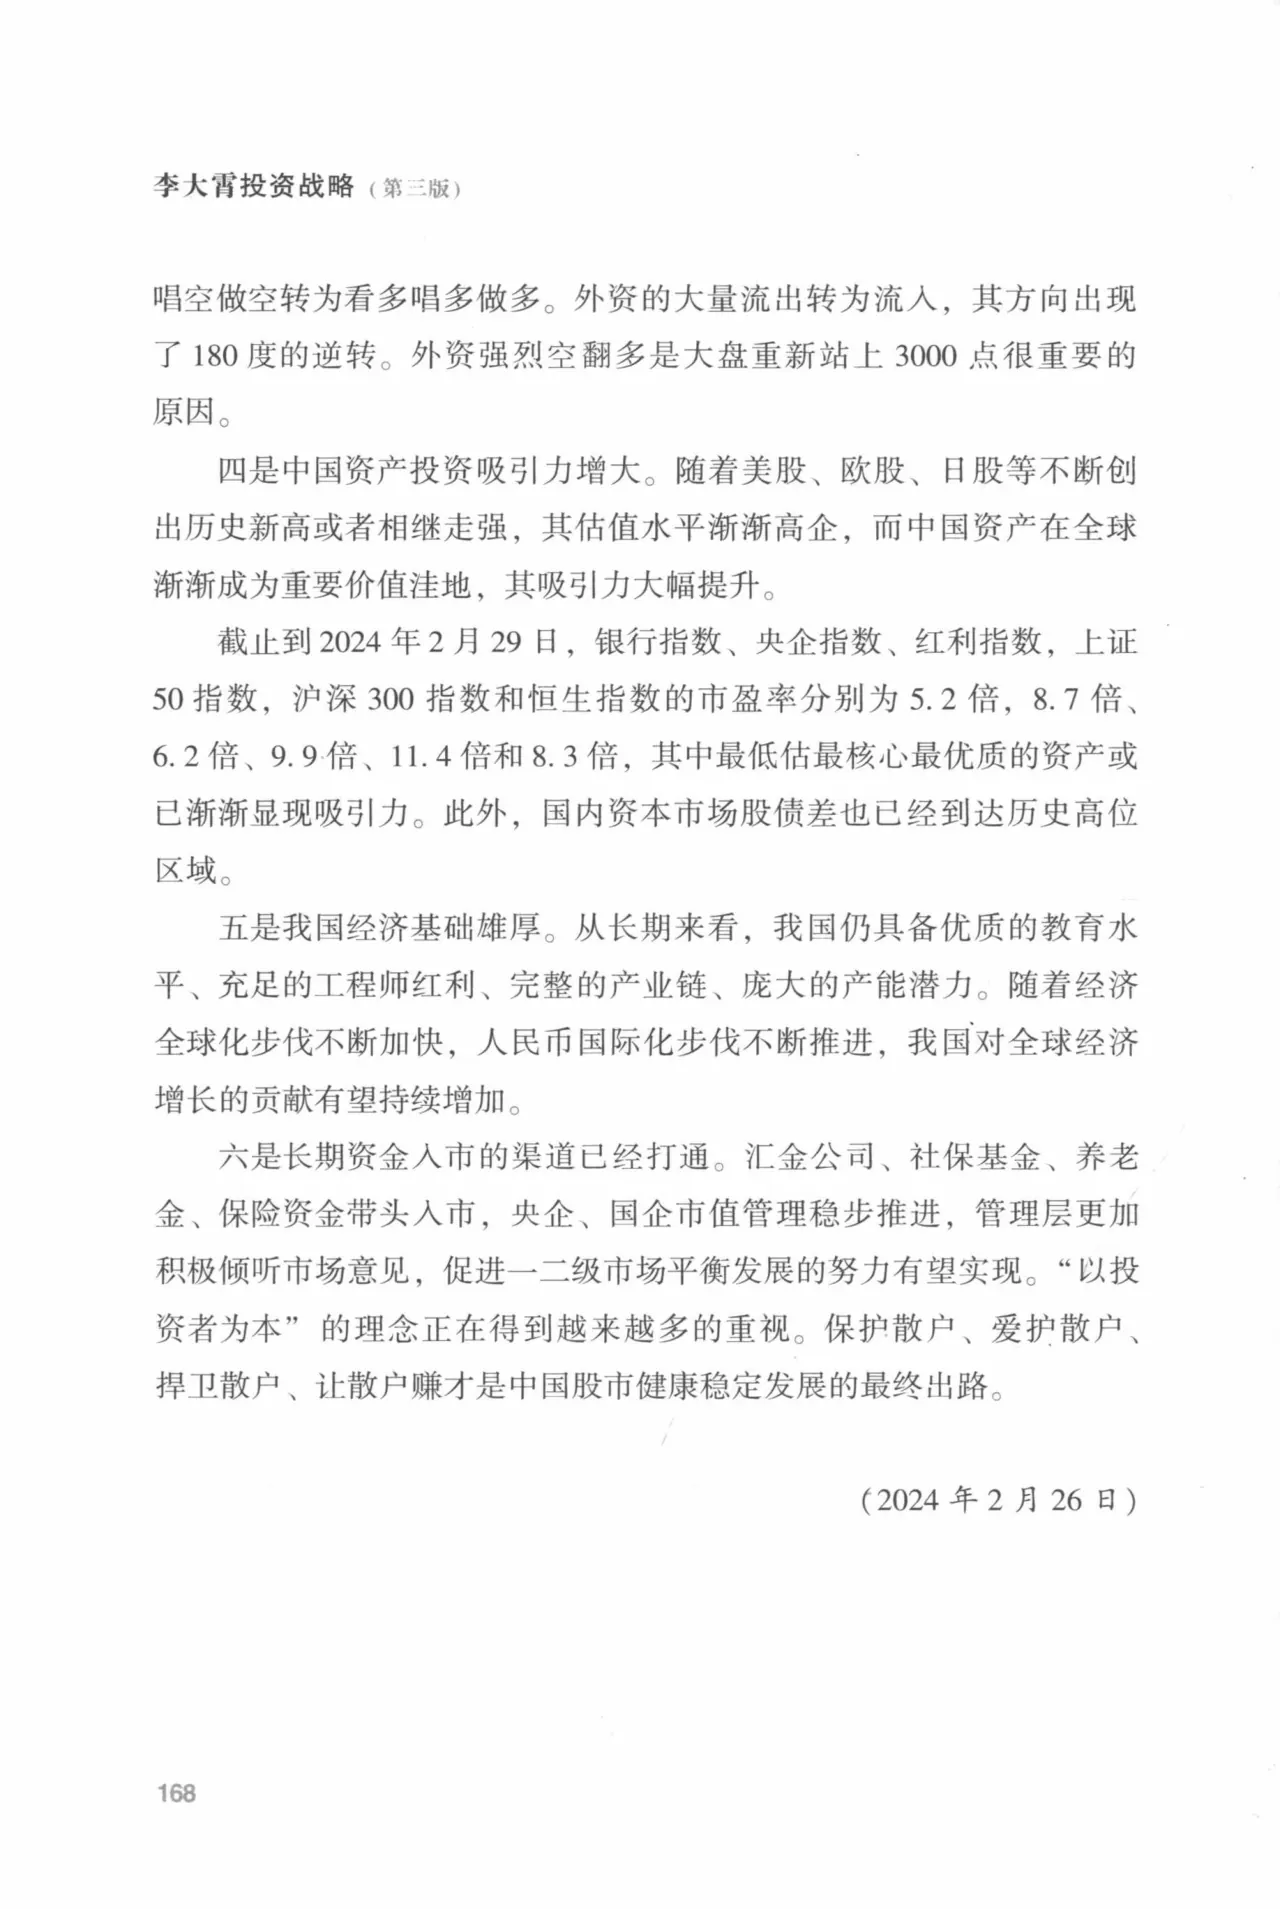 李大霄投资战略（第三版）
唱空做空转为看多唱多做多。外资的大量流出转为流入，其方向出现
了180度的逆转。外资强烈空翻多是大盘重新站上3000点很重要的
原因。
四是中国资产投资吸引力增大。随着美股、欧股、日股等不断创
出历史新高或者相继走强，其估值水平渐渐高企，而中国资产在全球
渐渐成为重要价值洼地，其吸引力大幅提升。
截止到2024年2月29日，银行指数、央企指数、红利指数，上证
50指数，沪深300指数和恒生指数的市盈率分别为5.2倍，8.7倍、
6.2倍、9.9倍、11.4倍和8.3倍，其中最低估最核心最优质的资产或
已渐渐显现吸引力。此外，国内资本市场股债差也已经到达历史高位
区域。
五是我国经济基础雄厚。从长期来看，我国仍具备优质的教育水
平、充足的工程师红利、完整的产业链、庞大的产能潜力。随着经济
全球化步伐不断加快，人民币国际化步伐不断推进，我国对全球经济
增长的贡献有望持续增加。
六是长期资金入市的渠道已经打通。汇金公司、社保基金、养老
金、保险资金带头入市，央企、国企市值管理稳步推进，管理层更加
积极倾听市场意见，促进一二级市场平衡发展的努力有望实现。“以投
资者为本”的理念正在得到越来越多的重视。保护散户、爱护散户、
捍卫散户、让散户赚才是中国股市健康稳定发展的最终出路。
（2024年2月26日）
168